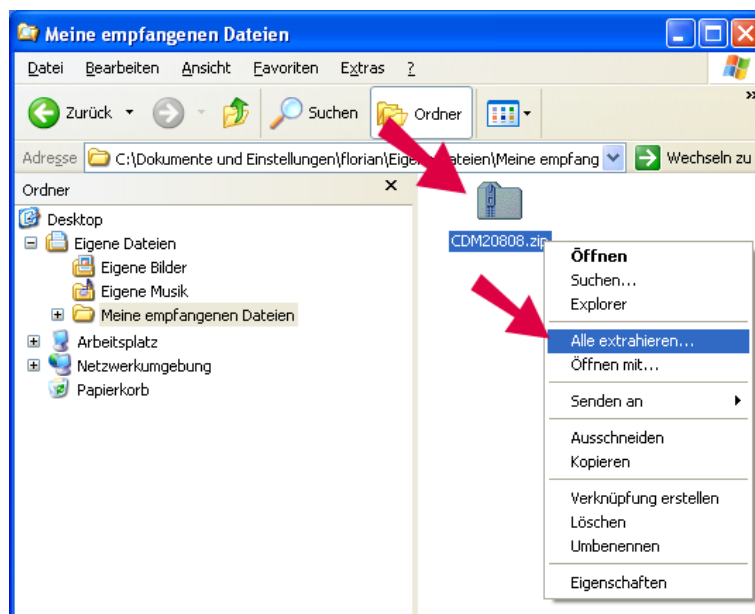 Meine empfangenen Dateien
Datei Bearbeiten Ansicht Favoriten Extras ?
Zurück Suchen Ordner
Adresse C:\Dokumente und Einstellungen\florian\Eige ateien\Meine empfang Wechseln zu
Ordner
Desktop
Eigene Dateien
Eigene Bilder
Eigene Musik
Meine empfangenen Dateien
Arbeitsplatz
Netzwerkumgebung
Papierkorb
CDM20808.zip
Öffnen
Suchen...
Explorer
Alle extrahieren...
Öffnen mit...
Senden an
Ausschneiden
Kopieren
Verknüpfung erstellen
Löschen
Umbenennen
Eigenschaften